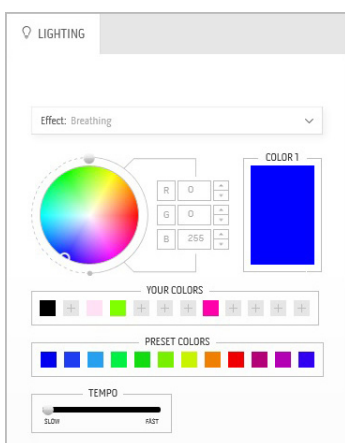 LIGHTING
Effect: Breathing
COLOR 1
R 0
G 0
B 255
YOUR COLORS
PRESET COLORS
TEMPO
SLOW FAST